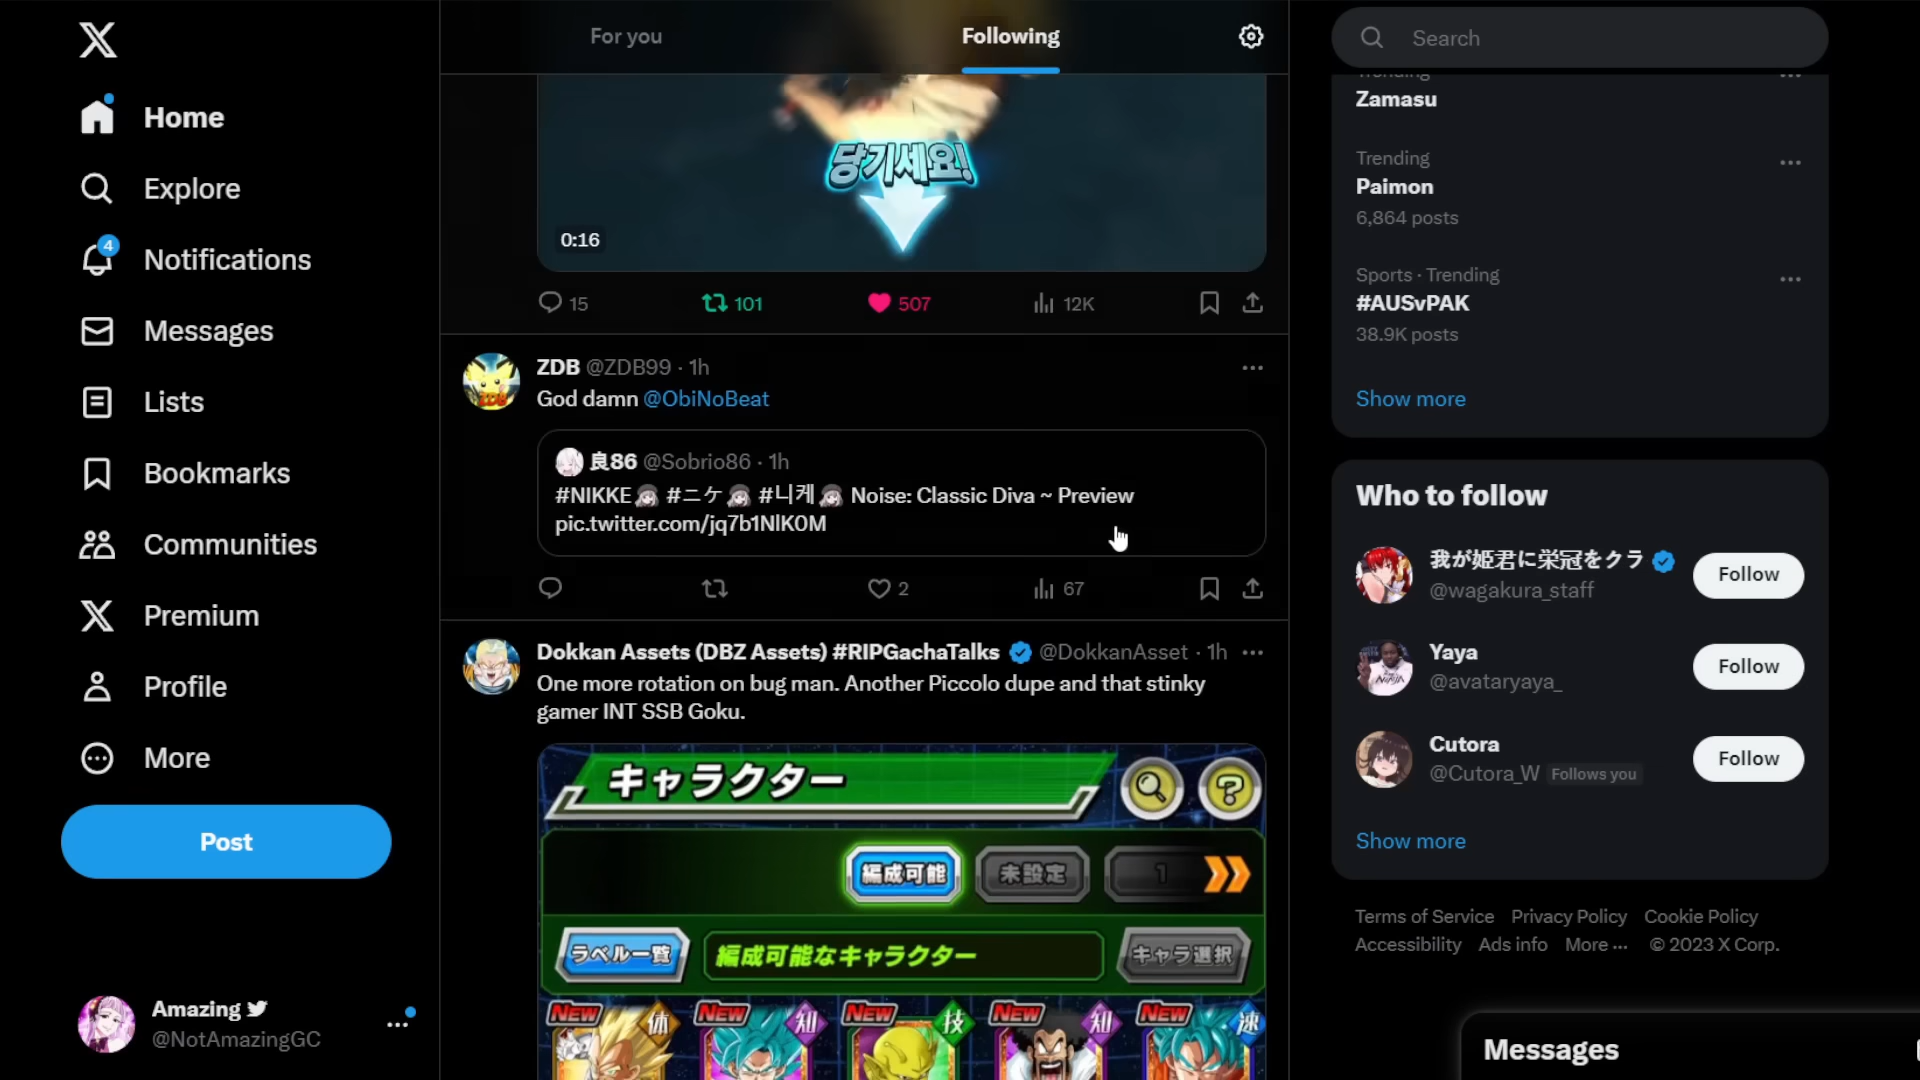 Home
Explore
4
Notifications
Messages
Lists
Bookmarks
Communities
Premium
Profile
More
Post
Amazing
@NotAmazingGC
For you
Following
당기세요!
0:16
15
101
507
12K
ZDB @ZDB99 · 1h
God damn @ObiNoBeat
良86 @Sobrio86 · 1h
#NIKKE #ニケ #니케 Noise: Classic Diva ~ Preview
pic.twitter.com/jq7b1NlK0M
2
67
Dokkan Assets (DBZ Assets) #RIPGachaTalks @DokkanAsset · 1h
One more rotation on bug man. Another Piccolo dupe and that stinky
gamer INT SSB Goku.
キャラクター
?
編成可能
未設定
1
ラベル一覧
編成可能なキャラクター
キャラ選択
New 体
New 知
New 技
New 知
New 速
Search
Trending
Zamasu
Trending
Paimon
6,864 posts
Sports · Trending
#AUSvPAK
38.9K posts
Show more
Who to follow
我が姫君に栄冠をクラ
@wagakura_staff
Follow
Yaya
@avataryaya_
Follow
Cutora
@Cutora_W Follows you
Follow
Show more
Terms of Service Privacy Policy Cookie Policy
Accessibility Ads info More ··· © 2023 X Corp.
Messages